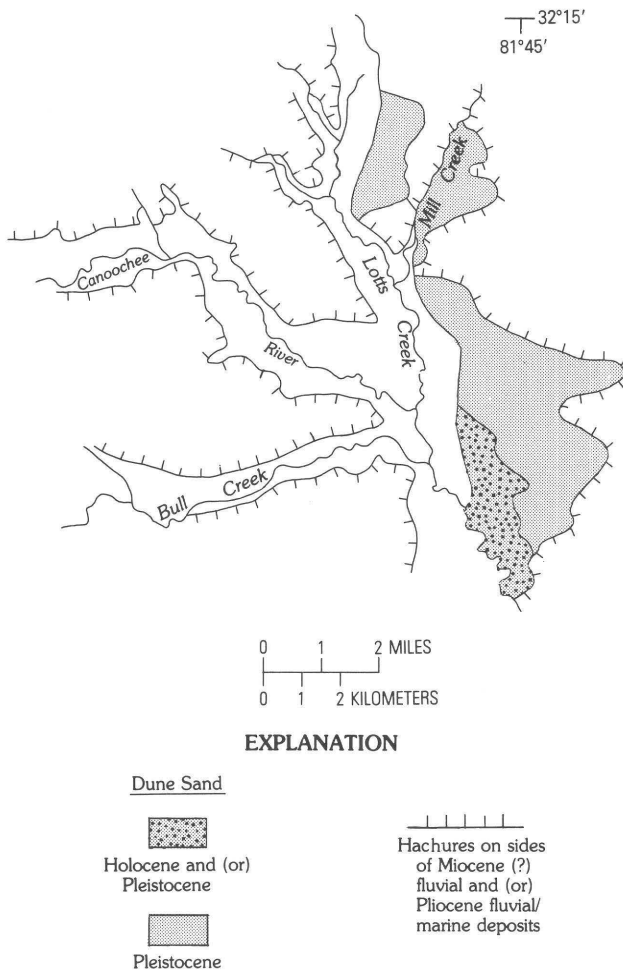 32°15′
81°45′
Mill Creek
Lotts Creek
Canoochee River
Bull Creek
0 1 2 MILES
0 1 2 KILOMETERS
EXPLANATION
Dune Sand
Holocene and (or)
Pleistocene
Pleistocene
Hachures on sides
of Miocene (?)
fluvial and (or)
Pliocene fluvial/
marine deposits